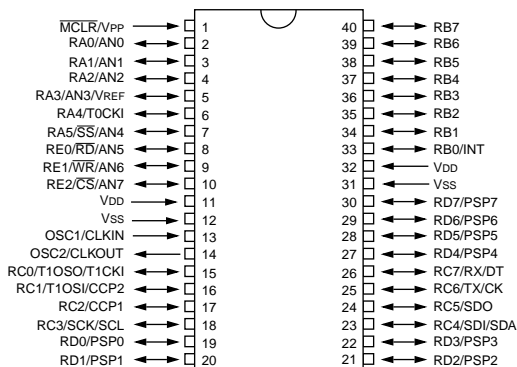 MCLR/VPP 1 40 RB7
RA0/AN0 2 39 RB6
RA1/AN1 3 38 RB5
RA2/AN2 4 37 RB4
RA3/AN3/VREF 5 36 RB3
RA4/T0CKI 6 35 RB2
RA5/SS/AN4 7 34 RB1
RE0/RD/AN5 8 33 RB0/INT
RE1/WR/AN6 9 32 VDD
RE2/CS/AN7 10 31 VSS
VDD 11 30 RD7/PSP7
VSS 12 29 RD6/PSP6
OSC1/CLKIN 13 28 RD5/PSP5
OSC2/CLKOUT 14 27 RD4/PSP4
RC0/T1OSO/T1CKI 15 26 RC7/RX/DT
RC1/T1OSI/CCP2 16 25 RC6/TX/CK
RC2/CCP1 17 24 RC5/SDO
RC3/SCK/SCL 18 23 RC4/SDI/SDA
RD0/PSP0 19 22 RD3/PSP3
RD1/PSP1 20 21 RD2/PSP2